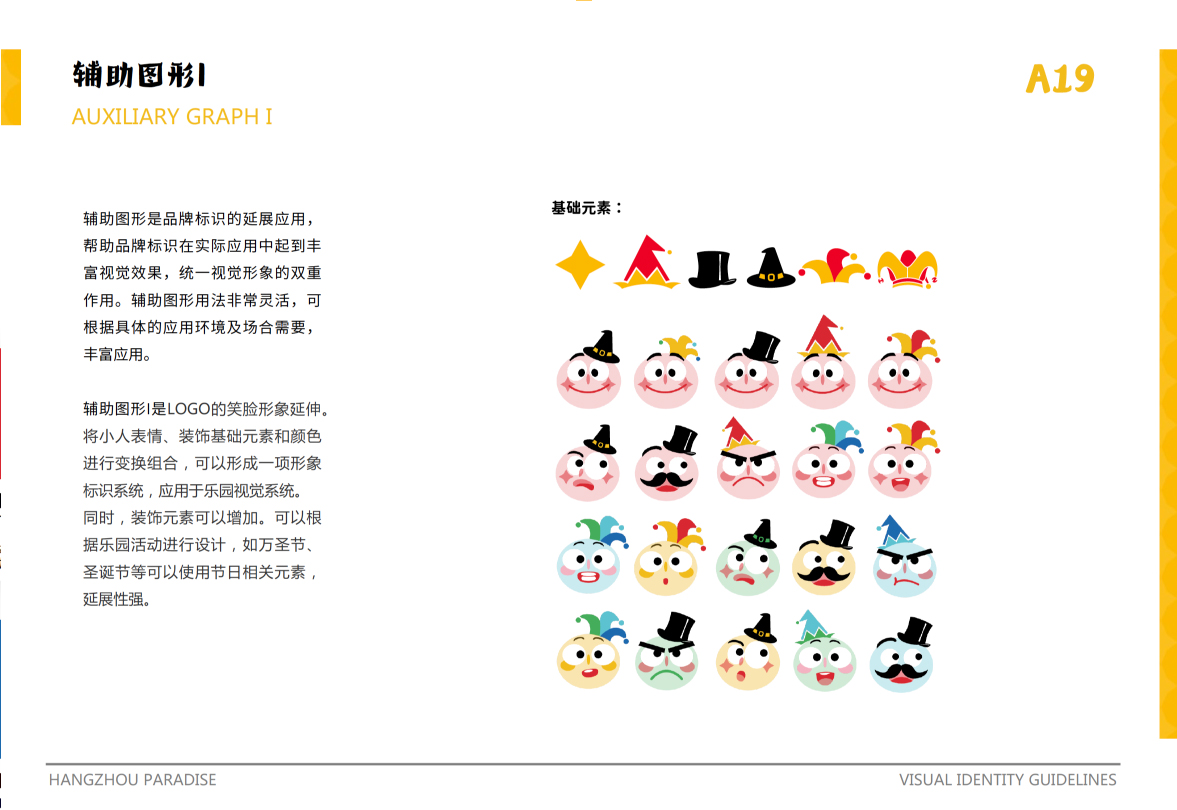 辅助图形I
A19
AUXILIARY GRAPH I
辅助图形是品牌标识的延展应用，
帮助品牌标识在实际应用中起到丰
富视觉效果，统一视觉形象的双重
作用。辅助图形用法非常灵活，可
根据具体的应用环境及场合需要，
丰富应用。
辅助图形I是LOGO的笑脸形象延伸。
将小人表情、装饰基础元素和颜色
进行变换组合，可以形成一项形象
标识系统，应用于乐园视觉系统。
同时，装饰元素可以增加。可以根
据乐园活动进行设计，如万圣节、
圣诞节等可以使用节日相关元素，
延展性强。
基础元素：
HANGZHOU PARADISE
VISUAL IDENTITY GUIDELINES